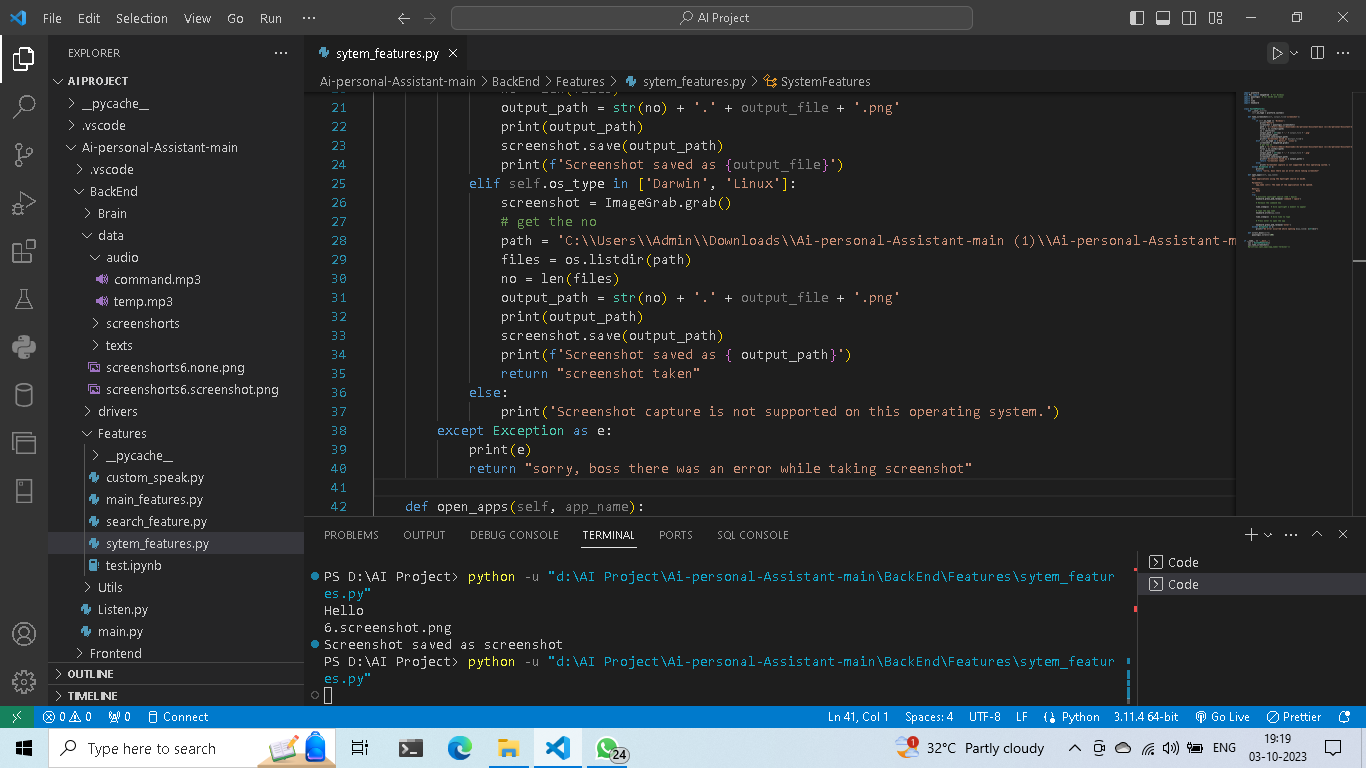 File Edit Selection View Go Run ··· AI Project
EXPLORER ···
AI PROJECT
__pycache__
.vscode
Ai-personal-Assistant-main
.vscode
BackEnd
Brain
data
audio
command.mp3
temp.mp3
screenshorts
texts
screenshorts6.none.png
screenshorts6.screenshot.png
drivers
Features
__pycache__
custom_speak.py
main_features.py
search_feature.py
sytem_features.py
test.ipynb
Utils
Listen.py
main.py
Frontend
OUTLINE
TIMELINE
sytem_features.py
Ai-personal-Assistant-main > BackEnd > Features > sytem_features.py > SystemFeatures
21 output_path = str(no) + '.' + output_file + '.png'
22 print(output_path)
23 screenshot.save(output_path)
24 print(f'Screenshot saved as {output_file}')
25 elif self.os_type in ['Darwin', 'Linux']:
26 screenshot = ImageGrab.grab()
27 # get the no
28 path = 'C:\\Users\\Admin\\Downloads\\Ai-personal-Assistant-main (1)\\Ai-personal-Assistant-m
29 files = os.listdir(path)
30 no = len(files)
31 output_path = str(no) + '.' + output_file + '.png'
32 print(output_path)
33 screenshot.save(output_path)
34 print(f'Screenshot saved as { output_path}')
35 return "screenshot taken"
36 else:
37 print('Screenshot capture is not supported on this operating system.')
38 except Exception as e:
39 print(e)
40 return "sorry, boss there was an error while taking screenshot"
41
42 def open_apps(self, app_name):
PROBLEMS OUTPUT DEBUG CONSOLE TERMINAL PORTS SQL CONSOLE
PS D:\AI Project> python -u "d:\AI Project\Ai-personal-Assistant-main\BackEnd\Features\sytem_featur
es.py"
Hello
6.screenshot.png
Screenshot saved as screenshot
PS D:\AI Project> python -u "d:\AI Project\Ai-personal-Assistant-main\BackEnd\Features\sytem_featur
es.py"
Code
Code
0 0 0 Connect Ln 41, Col 1 Spaces: 4 UTF-8 LF Python 3.11.4 64-bit Go Live Prettier
Type here to search 24 1 32°C Partly cloudy ENG 19:19
03-10-2023